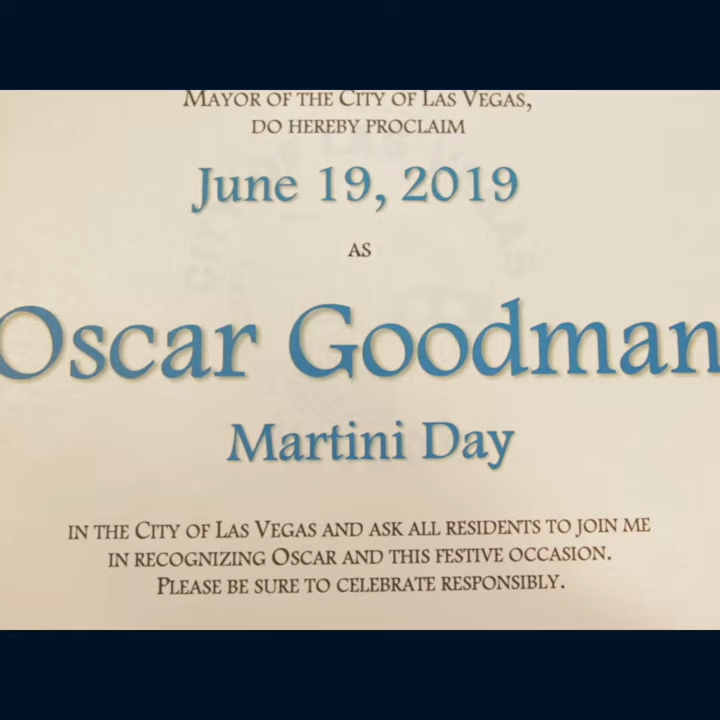 MAYOR OF THE CITY OF LAS VEGAS,
DO HEREBY PROCLAIM
June 19, 2019
AS
Oscar Goodman
Martini Day
IN THE CITY OF LAS VEGAS AND ASK ALL RESIDENTS TO JOIN ME
IN RECOGNIZING OSCAR AND THIS FESTIVE OCCASION.
PLEASE BE SURE TO CELEBRATE RESPONSIBLY.